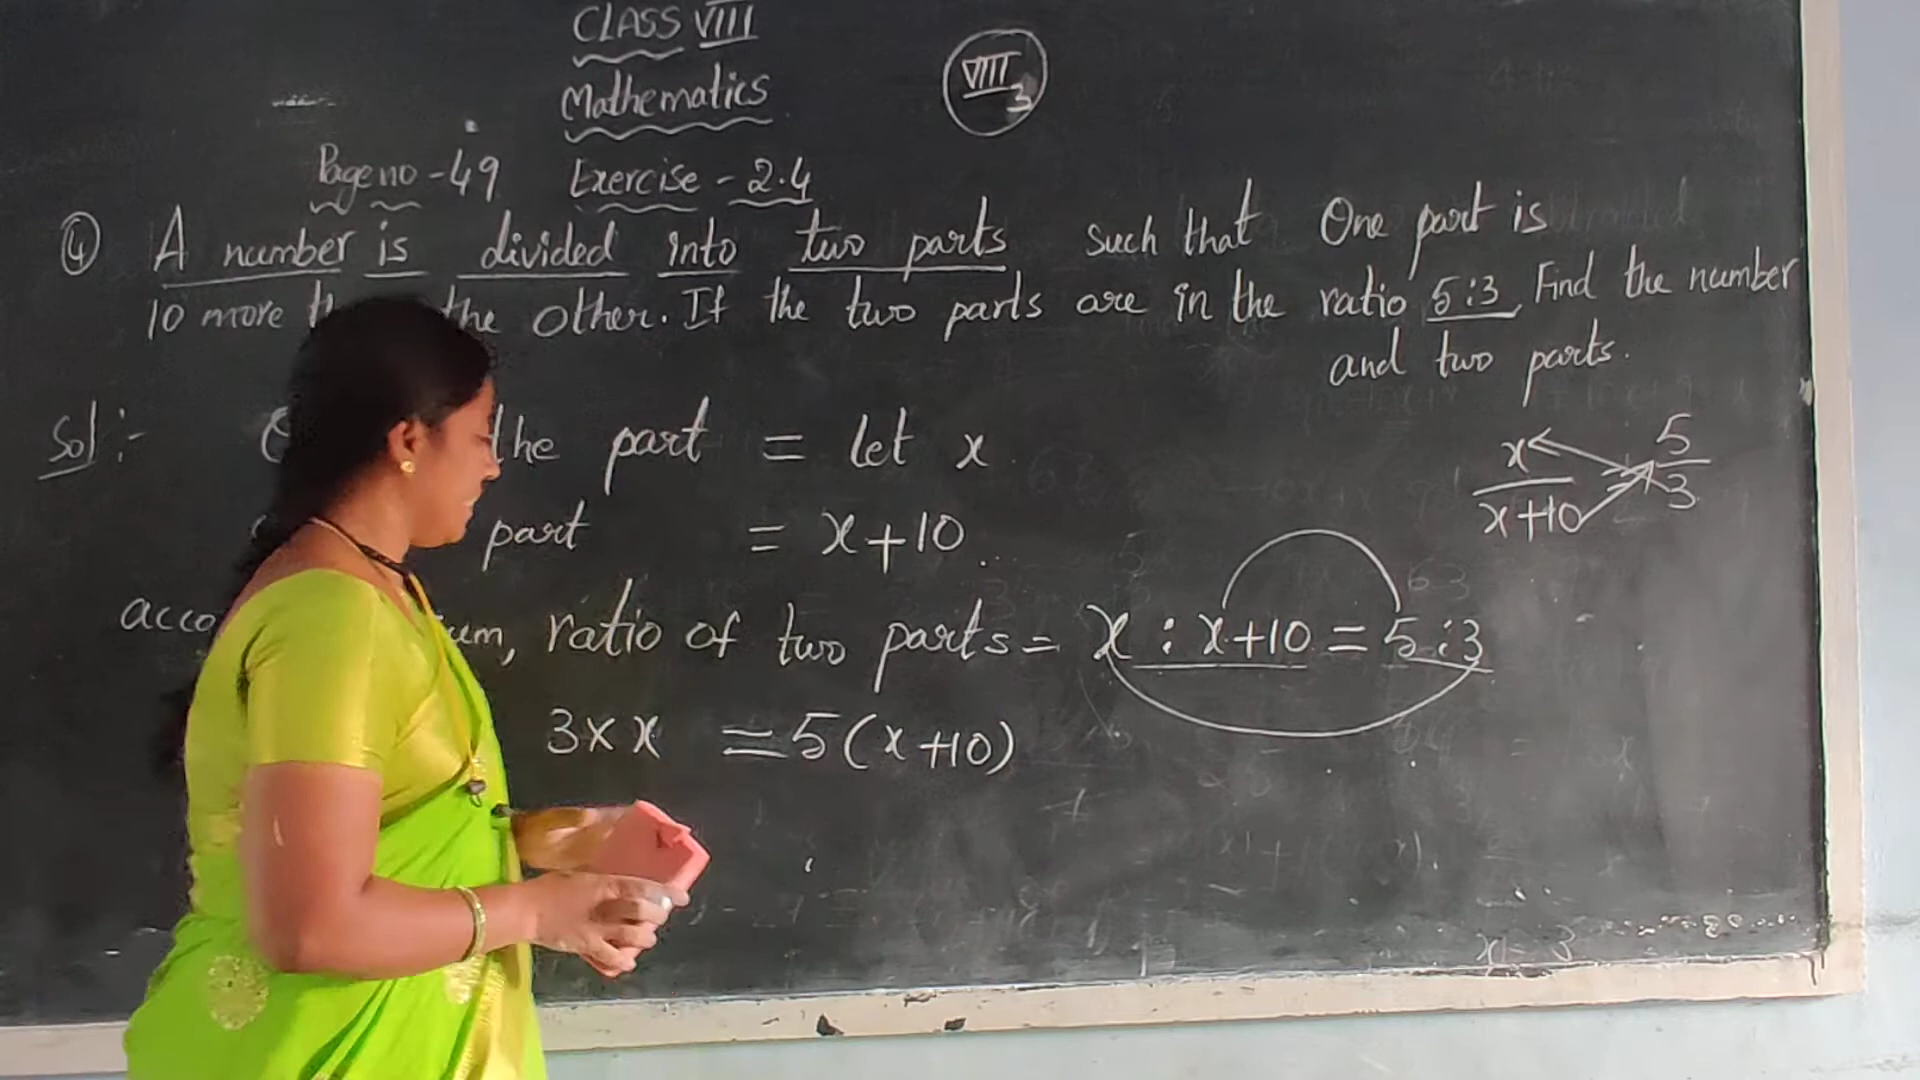 CLASS VIII
VIII 3
Mathematics
Page no - 49 Exercise - 2.4
④ A number is divided into two parts such that One part is
10 more the other. If the two parts are in the ratio 5:3, Find the number
and two parts.
Sol:- the part = let x
part = x+10
x/x+10 = 5/3
ratio of two parts = x : x+10 = 5:3
3×x = 5(x+10)